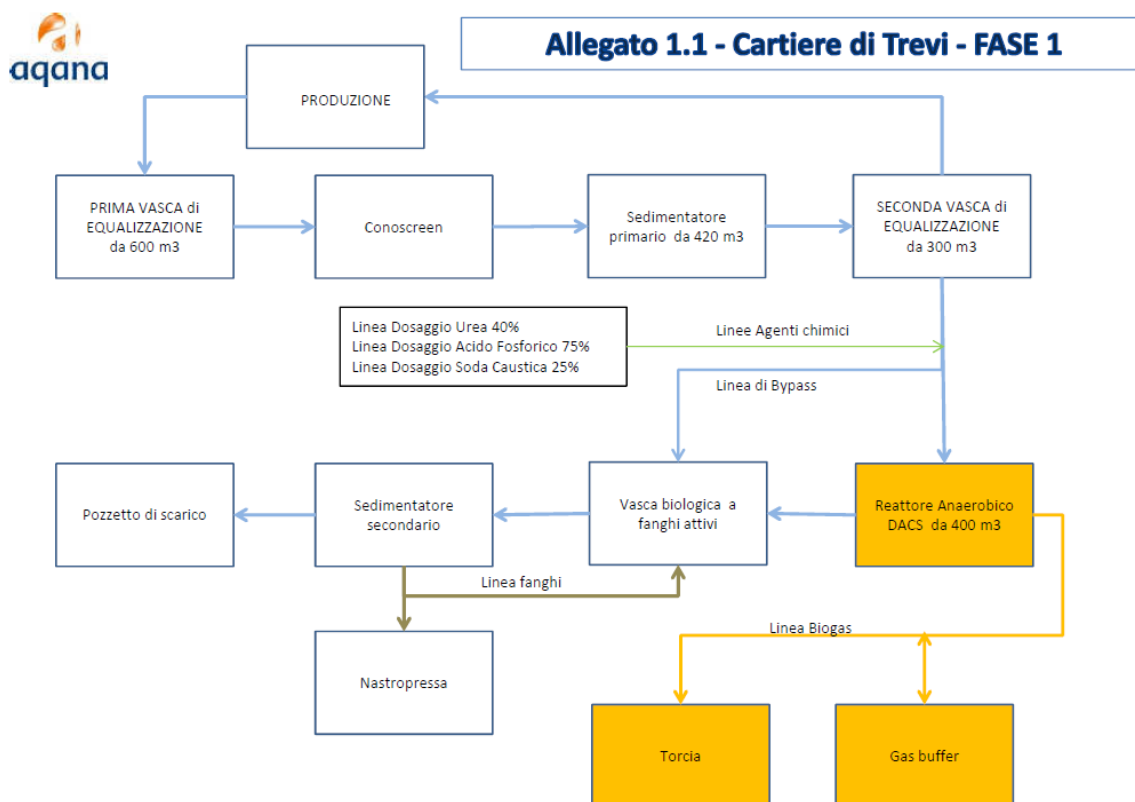 aqana
Allegato 1.1 - Cartiere di Trevi - FASE 1
PRODUZIONE
PRIMA VASCA di
EQUALIZZAZIONE
da 600 m3
Conoscreen
Sedimentatore
primario da 420 m3
SECONDA VASCA di
EQUALIZZAZIONE
da 300 m3
Linea Dosaggio Urea 40%
Linea Dosaggio Acido Fosforico 75%
Linea Dosaggio Soda Caustica 25%
Linee Agenti chimici
Linea di Bypass
Pozzetto di scarico
Sedimentatore
secondario
Vasca biologica a
fanghi attivi
Reattore Anaerobico
DACS da 400 m3
Linea fanghi
Linea Biogas
Nastropressa
Torcia
Gas buffer